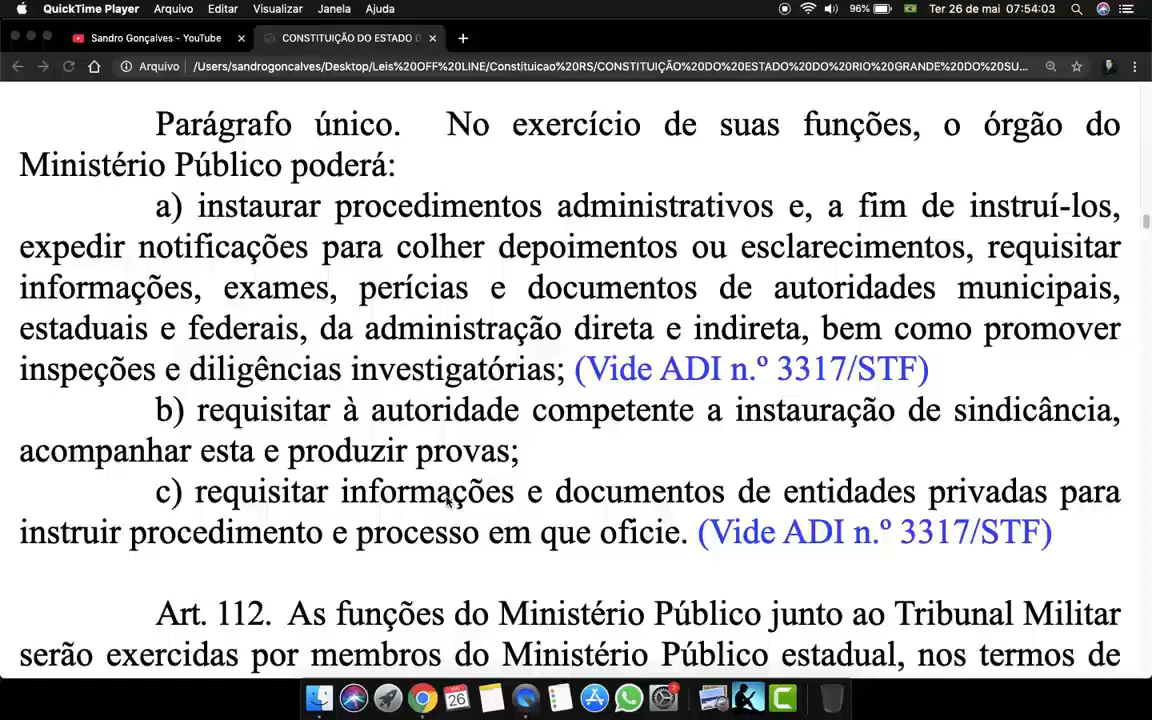 QuickTime Player Arquivo Editar Visualizar Janela Ajuda 96% Ter 26 de mai 07:54:03
Sandro Gonçalves - YouTube CONSTITUIÇÃO DO ESTADO D
Arquivo /Users/sandrogoncalves/Desktop/Leis%20OFF%20LINE/Constituicao%20RS/CONSTITUIÇÃO%20DO%20ESTADO%20DO%20RIO%20GRANDE%20DO%20SU...
Parágrafo único. No exercício de suas funções, o órgão do
Ministério Público poderá:
a) instaurar procedimentos administrativos e, a fim de instruí-los,
expedir notificações para colher depoimentos ou esclarecimentos, requisitar
informações, exames, perícias e documentos de autoridades municipais,
estaduais e federais, da administração direta e indireta, bem como promover
inspeções e diligências investigatórias; (Vide ADI n.º 3317/STF)
b) requisitar à autoridade competente a instauração de sindicância,
acompanhar esta e produzir provas;
c) requisitar informações e documentos de entidades privadas para
instruir procedimento e processo em que oficie. (Vide ADI n.º 3317/STF)
Art. 112. As funções do Ministério Público junto ao Tribunal Militar
serão exercidas por membros do Ministério Público estadual, nos termos de
26